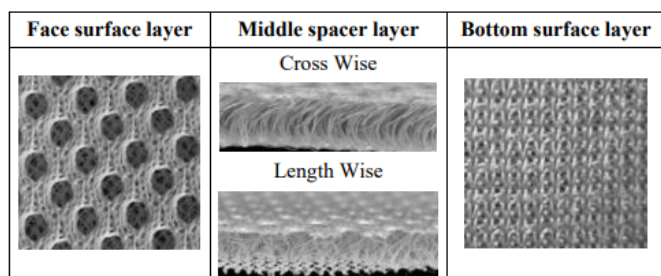 Face surface layer
Middle spacer layer
Bottom surface layer
Cross Wise
Length Wise